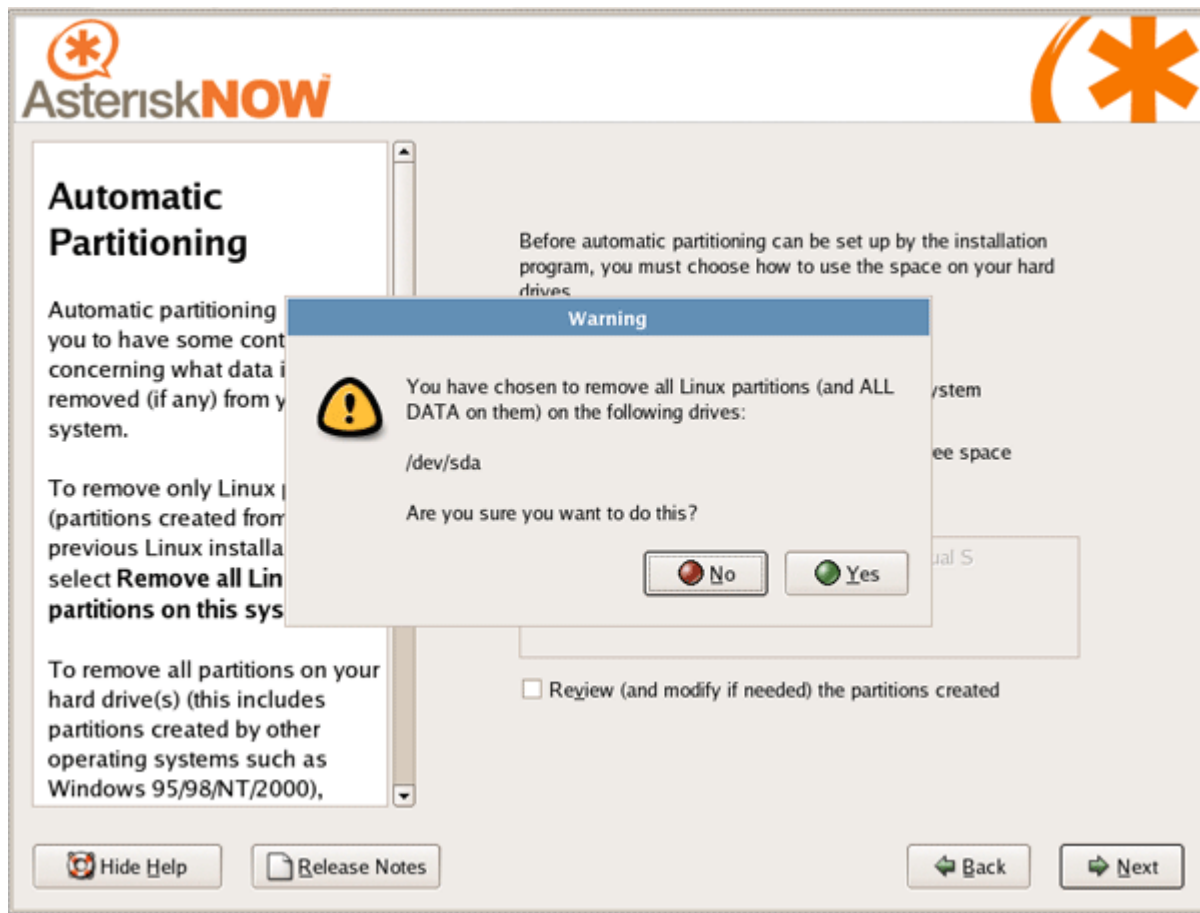 AsteriskNOW™
Automatic
Partitioning
Automatic partitioning
you to have some cont
concerning what data i
removed (if any) from y
system.
To remove only Linux
(partitions created from
previous Linux installa
select Remove all Lin
partitions on this sys
To remove all partitions on your
hard drive(s) (this includes
partitions created by other
operating systems such as
Windows 95/98/NT/2000),
Before automatic partitioning can be set up by the installation
program, you must choose how to use the space on your hard
drives
ystem
ee space
ual S
Review (and modify if needed) the partitions created
Warning
You have chosen to remove all Linux partitions (and ALL
DATA on them) on the following drives:
/dev/sda
Are you sure you want to do this?
No
Yes
Hide Help
Release Notes
Back
Next